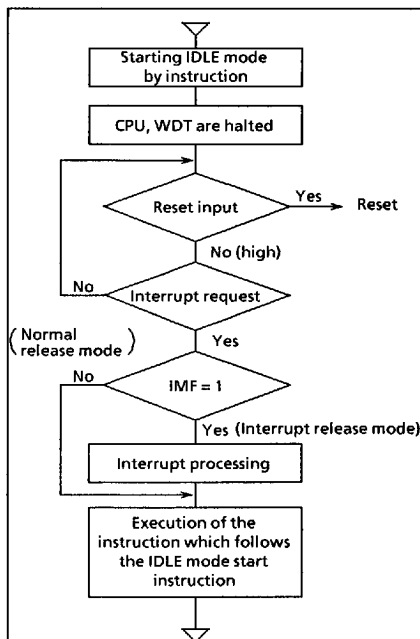 Starting IDLE mode
by instruction
CPU, WDT are halted
Reset input
Yes
Reset
No (high)
No
Interrupt request
(Normal
release mode)
Yes
No
IMF = 1
Yes (Interrupt release mode)
Interrupt processing
Execution of the
instruction which follows
the IDLE mode start
instruction